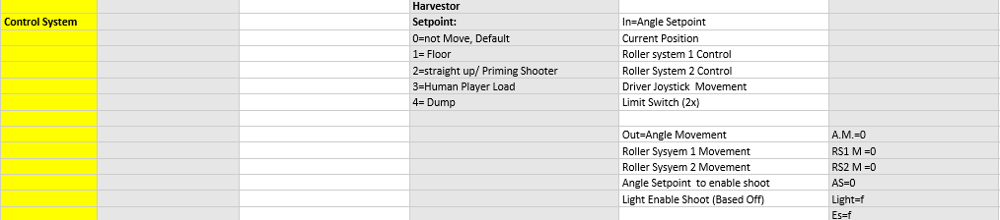 Harvestor
Control System Setpoint: In=Angle Setpoint
0=not Move, Default Current Position
1= Floor Roller system 1 Control
2=straight up/ Priming Shooter Roller System 2 Control
3=Human Player Load Driver Joystick  Movement
4= Dump Limit Switch (2x)
Out=Angle Movement A.M.=0
Roller Sysyem 1 Movement RS1 M =0
Roller Sysyem 2 Movement RS2 M =0
Angle Setpoint  to enable shoot AS=0
Light Enable Shoot (Based Off) Light=f
Es=f